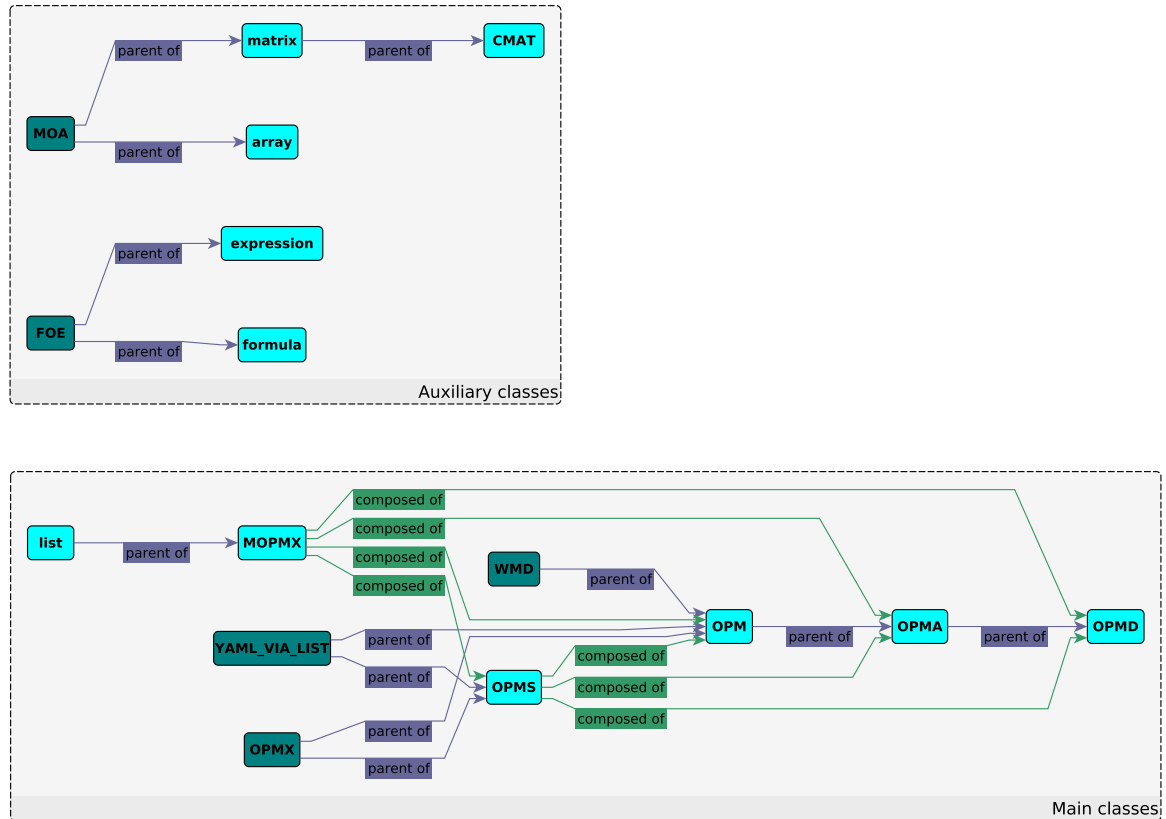 matrix
CMAT
parent of
parent of
MOA
array
parent of
expression
parent of
FOE
formula
parent of
Auxiliary classes
composed of
composed of
list
MOPMX
parent of
composed of
WMD
parent of
composed of
OPM
OPMA
OPMD
parent of
parent of
YAML_VIA_LIST
parent of
composed of
parent of
OPMS
composed of
composed of
parent of
OPMX
parent of
Main classes